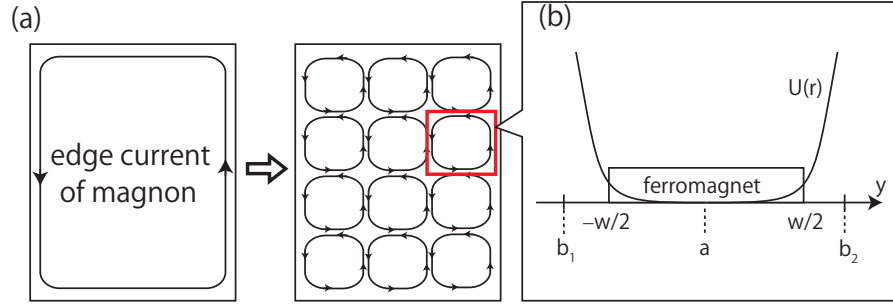 (a)
edge current
of magnon
(b)
U(r)
ferromagnet
y
−w/2
w/2
b1
a
b2